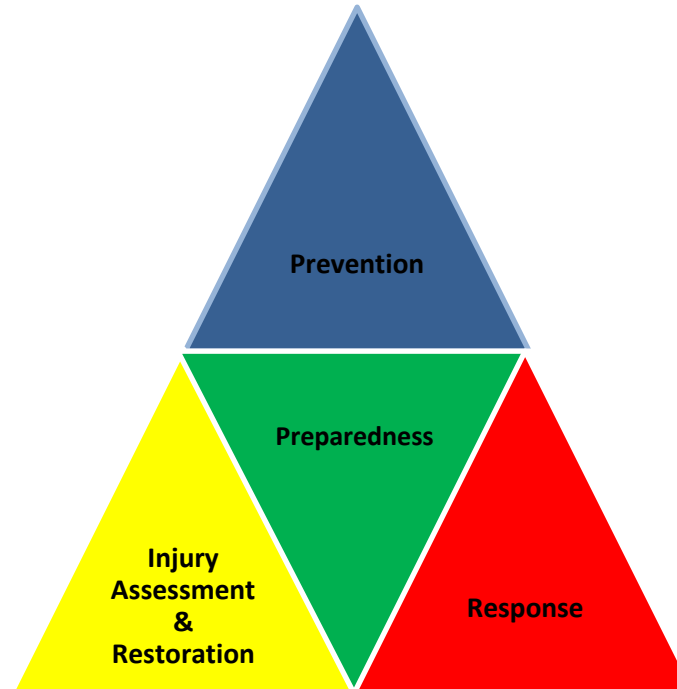 Prevention
Preparedness
Injury
Assessment
&
Restoration
Response